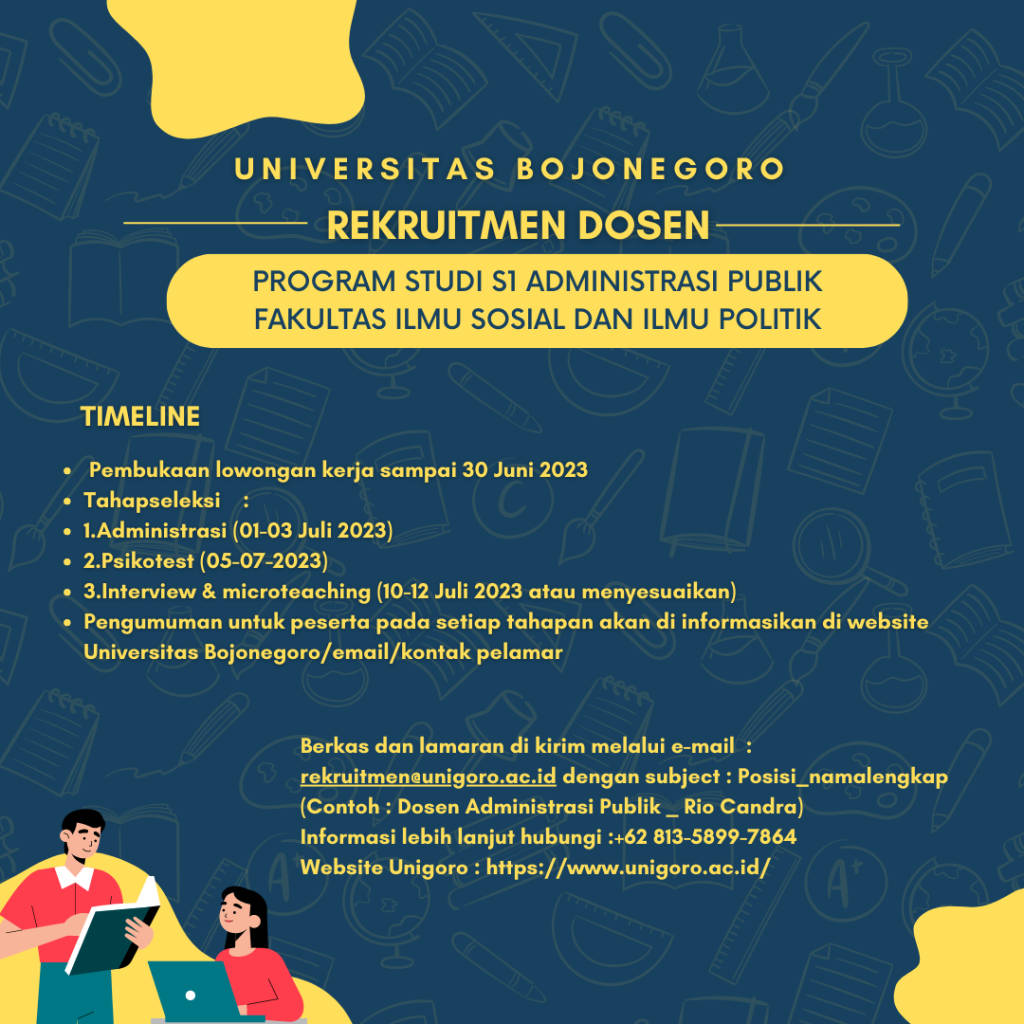 UNIVERSITAS BOJONEGORO
REKRUITMEN DOSEN
PROGRAM STUDI S1 ADMINISTRASI PUBLIK
FAKULTAS ILMU SOSIAL DAN ILMU POLITIK
TIMELINE
• Pembukaan lowongan kerja sampai 30 Juni 2023
• Tahapseleksi :
• 1.Administrasi (01-03 Juli 2023)
• 2.Psikotest (05-07-2023)
• 3.Interview & microteaching (10-12 Juli 2023 atau menyesuaikan)
• Pengumuman untuk peserta pada setiap tahapan akan di informasikan di website
Universitas Bojonegoro/email/kontak pelamar
Berkas dan lamaran di kirim melalui e-mail :
rekruitmen@unigoro.ac.id dengan subject : Posisi_namalengkap
(Contoh : Dosen Administrasi Publik _ Rio Candra)
Informasi lebih lanjut hubungi :+62 813-5899-7864
Website Unigoro : https://www.unigoro.ac.id/